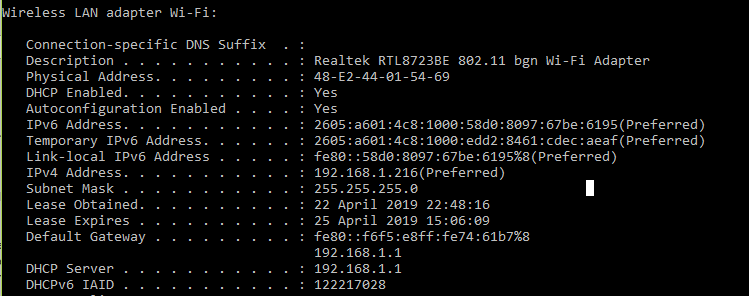 Wireless LAN adapter Wi-Fi:
Connection-specific DNS Suffix  . :
Description . . . . . . . . . . . : Realtek RTL8723BE 802.11 bgn Wi-Fi Adapter
Physical Address. . . . . . . . . : 48-E2-44-01-54-69
DHCP Enabled. . . . . . . . . . . : Yes
Autoconfiguration Enabled . . . . : Yes
IPv6 Address. . . . . . . . . . . : 2605:a601:4c8:1000:58d0:8097:67be:6195(Preferred)
Temporary IPv6 Address. . . . . . : 2605:a601:4c8:1000:edd2:8461:cdec:aeaf(Preferred)
Link-local IPv6 Address . . . . . : fe80::58d0:8097:67be:6195%8(Preferred)
IPv4 Address. . . . . . . . . . . : 192.168.1.216(Preferred)
Subnet Mask . . . . . . . . . . . : 255.255.255.0
Lease Obtained. . . . . . . . . . : 22 April 2019 22:48:16
Lease Expires . . . . . . . . . . : 25 April 2019 15:06:09
Default Gateway . . . . . . . . . : fe80::f6f5:e8ff:fe74:61b7%8
192.168.1.1
DHCP Server . . . . . . . . . . . : 192.168.1.1
DHCPv6 IAID . . . . . . . . . . . : 122217028